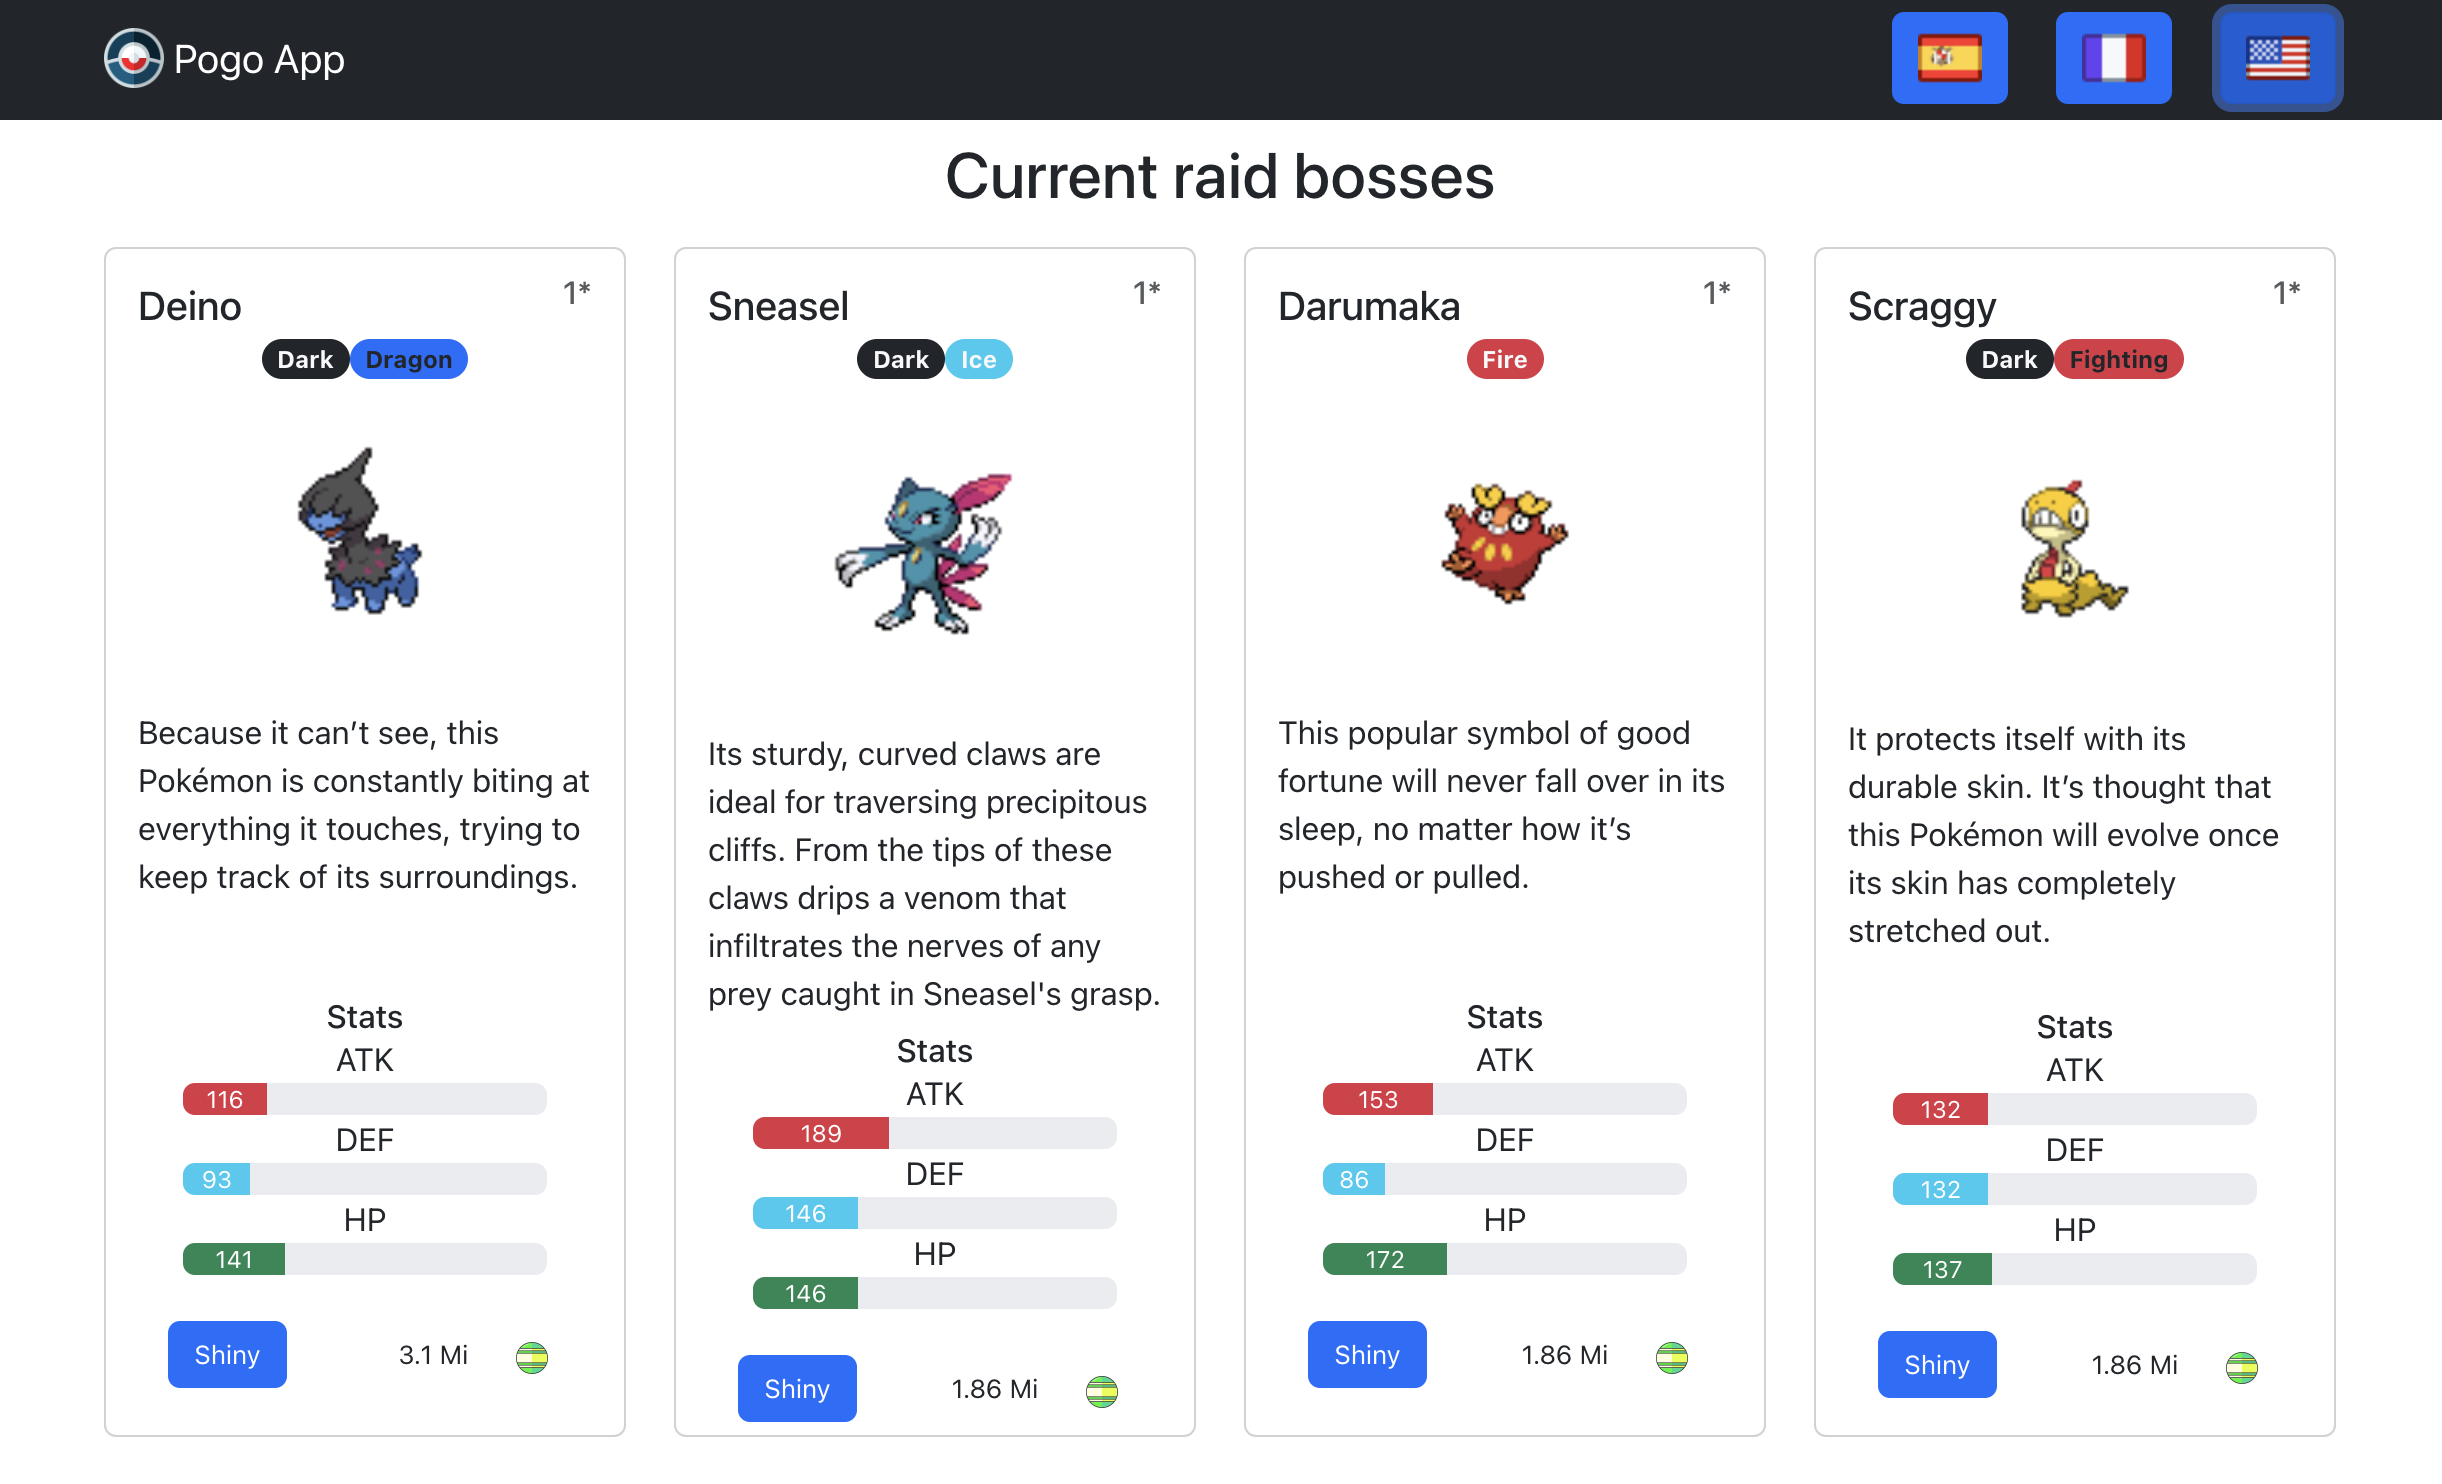 Pogo App
Current raid bosses
Deino
1*
Dark Dragon
Because it can’t see, this
Pokémon is constantly biting at
everything it touches, trying to
keep track of its surroundings.
Stats
ATK
116
DEF
93
HP
141
Shiny
3.1 Mi
Sneasel
1*
Dark Ice
Its sturdy, curved claws are
ideal for traversing precipitous
cliffs. From the tips of these
claws drips a venom that
infiltrates the nerves of any
prey caught in Sneasel's grasp.
Stats
ATK
189
DEF
146
HP
146
Shiny
1.86 Mi
Darumaka
1*
Fire
This popular symbol of good
fortune will never fall over in its
sleep, no matter how it’s
pushed or pulled.
Stats
ATK
153
DEF
86
HP
172
Shiny
1.86 Mi
Scraggy
1*
Dark Fighting
It protects itself with its
durable skin. It’s thought that
this Pokémon will evolve once
its skin has completely
stretched out.
Stats
ATK
132
DEF
132
HP
137
Shiny
1.86 Mi